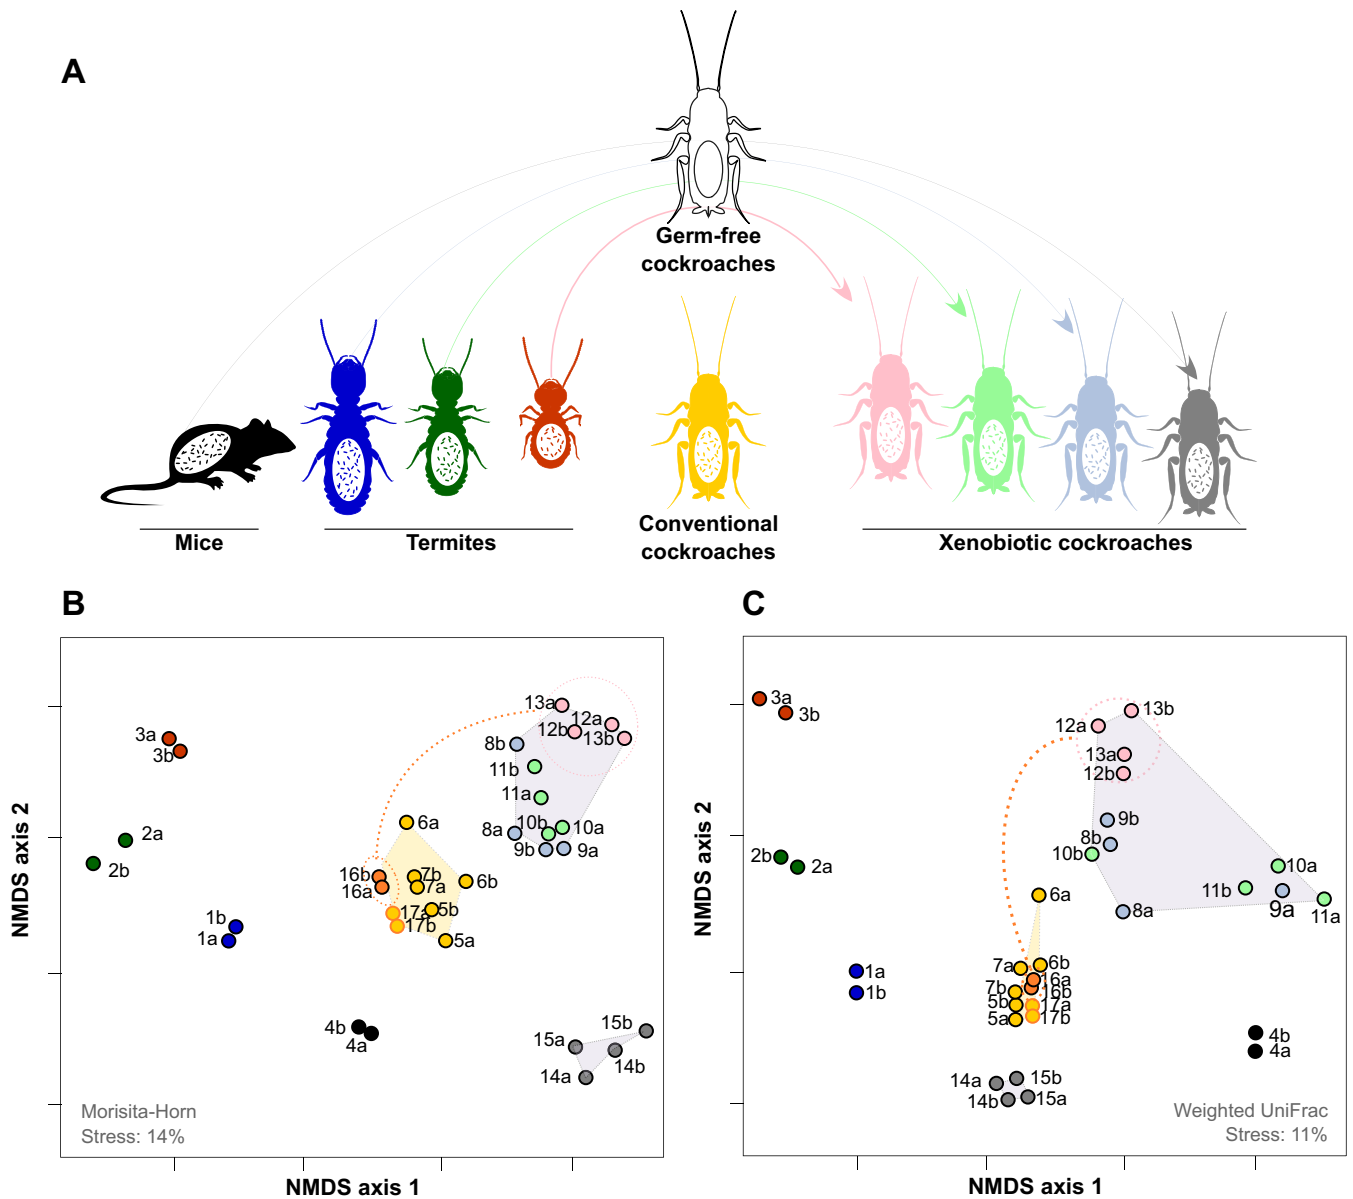 A
Germ-free
cockroaches
Conventional
cockroaches
Mice
Termites
Xenobiotic cockroaches
B
NMDS axis 2
13a
12a
12b
13b
8b
11b
11a
3a
3b
6a
8a
10b
10a
9b
9a
2a
2b
16b
16a
7b
7a
6b
17a
5b
17b
5a
1b
1a
4b
4a
15b
15a
14b
14a
Morisita-Horn
Stress: 14%
NMDS axis 1
C
NMDS axis 2
3a
3b
13b
12a
13a
12b
9b
8b
10b
10a
2b
2a
11b
9a
11a
6a
8a
7a
6b
1a
16a
7b
16b
1b
5b
17a
5a
17b
4b
4a
14a
15b
14b
15a
Weighted UniFrac
Stress: 11%
NMDS axis 1